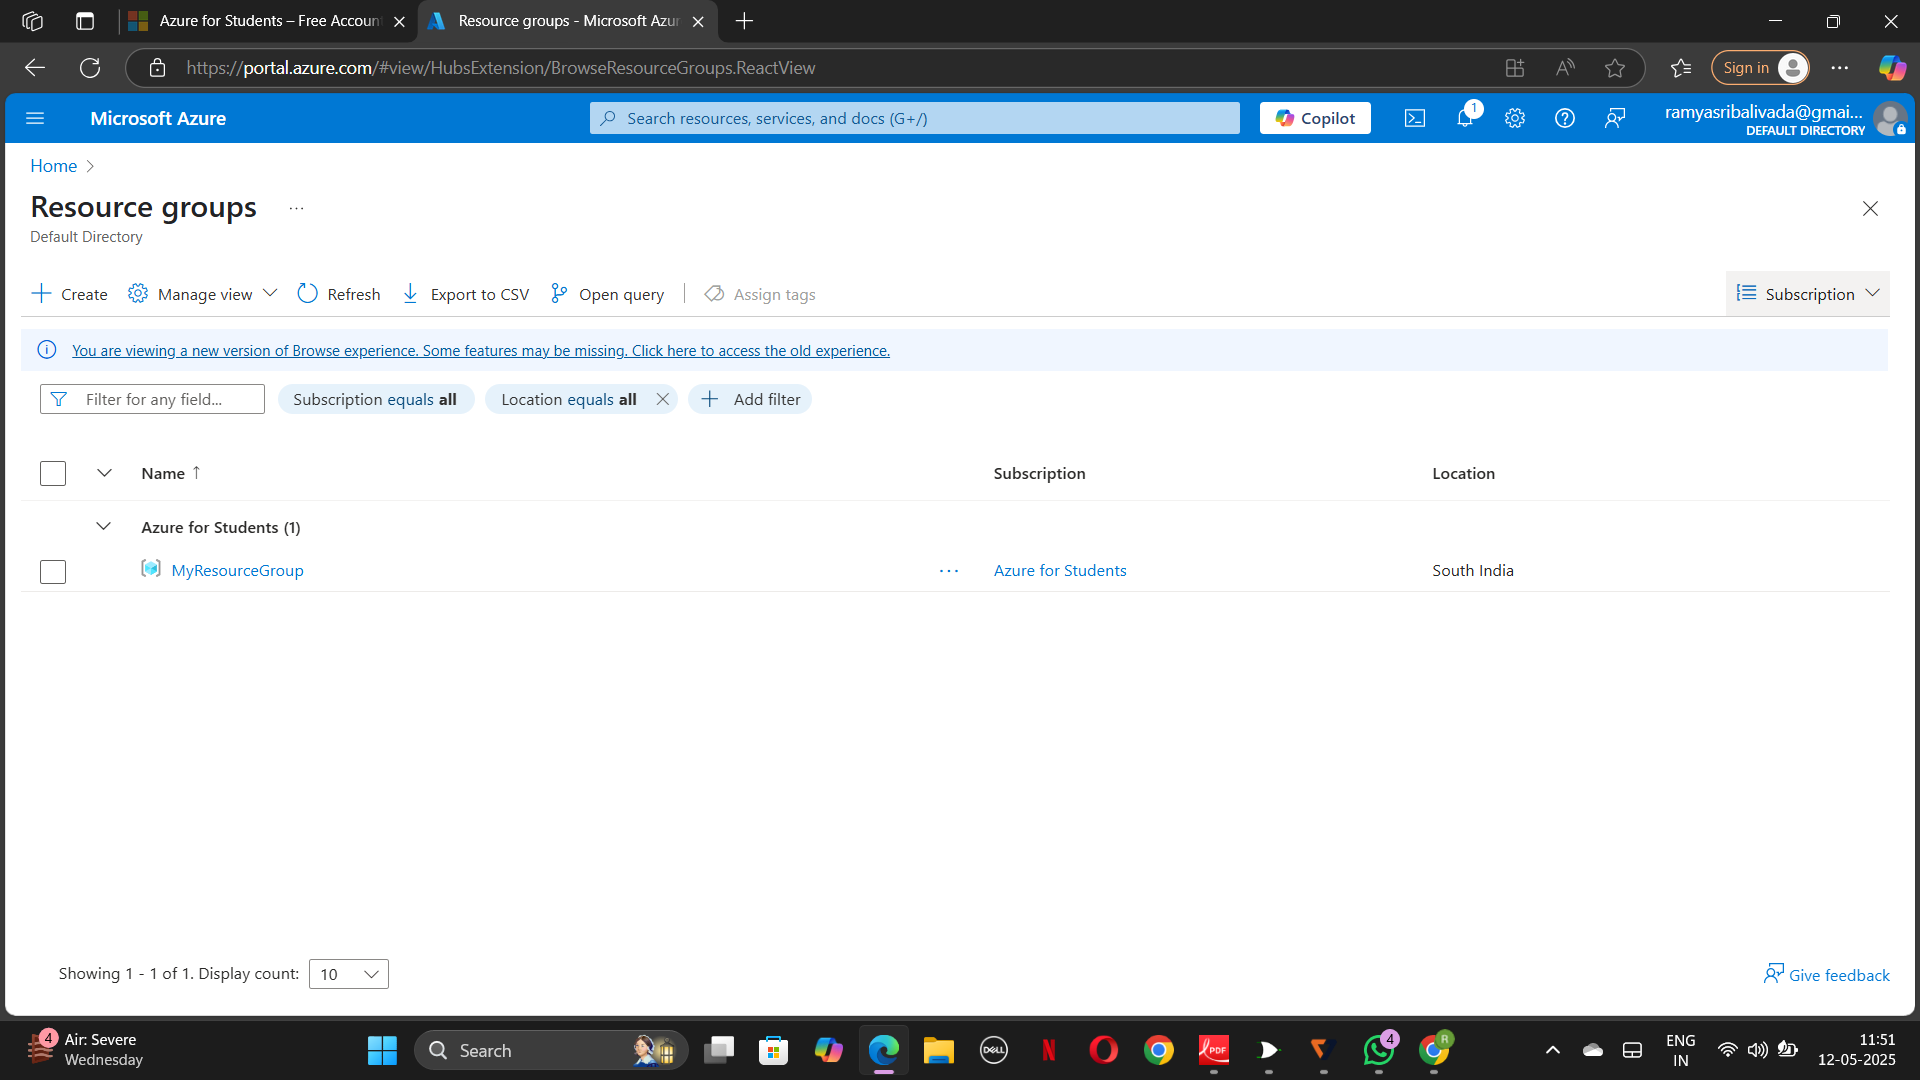 Azure for Students – Free Accoun
Resource groups - Microsoft Azur
https://portal.azure.com/#view/HubsExtension/BrowseResourceGroups.ReactView
Sign in
Microsoft Azure
Search resources, services, and docs (G+/)
Copilot
1
ramyasribalivada@gmai...
DEFAULT DIRECTORY
Home
Resource groups
Default Directory
Create
Manage view
Refresh
Export to CSV
Open query
Assign tags
Subscription
You are viewing a new version of Browse experience. Some features may be missing. Click here to access the old experience.
Filter for any field...
Subscription equals all
Location equals all
Add filter
Name ↑
Subscription
Location
Azure for Students (1)
MyResourceGroup
Azure for Students
South India
Showing 1 - 1 of 1. Display count:
10
Give feedback
4
Air: Severe
Wednesday
Search
DELL
N
PDF
4
R
ENG
IN
11:51
12-05-2025